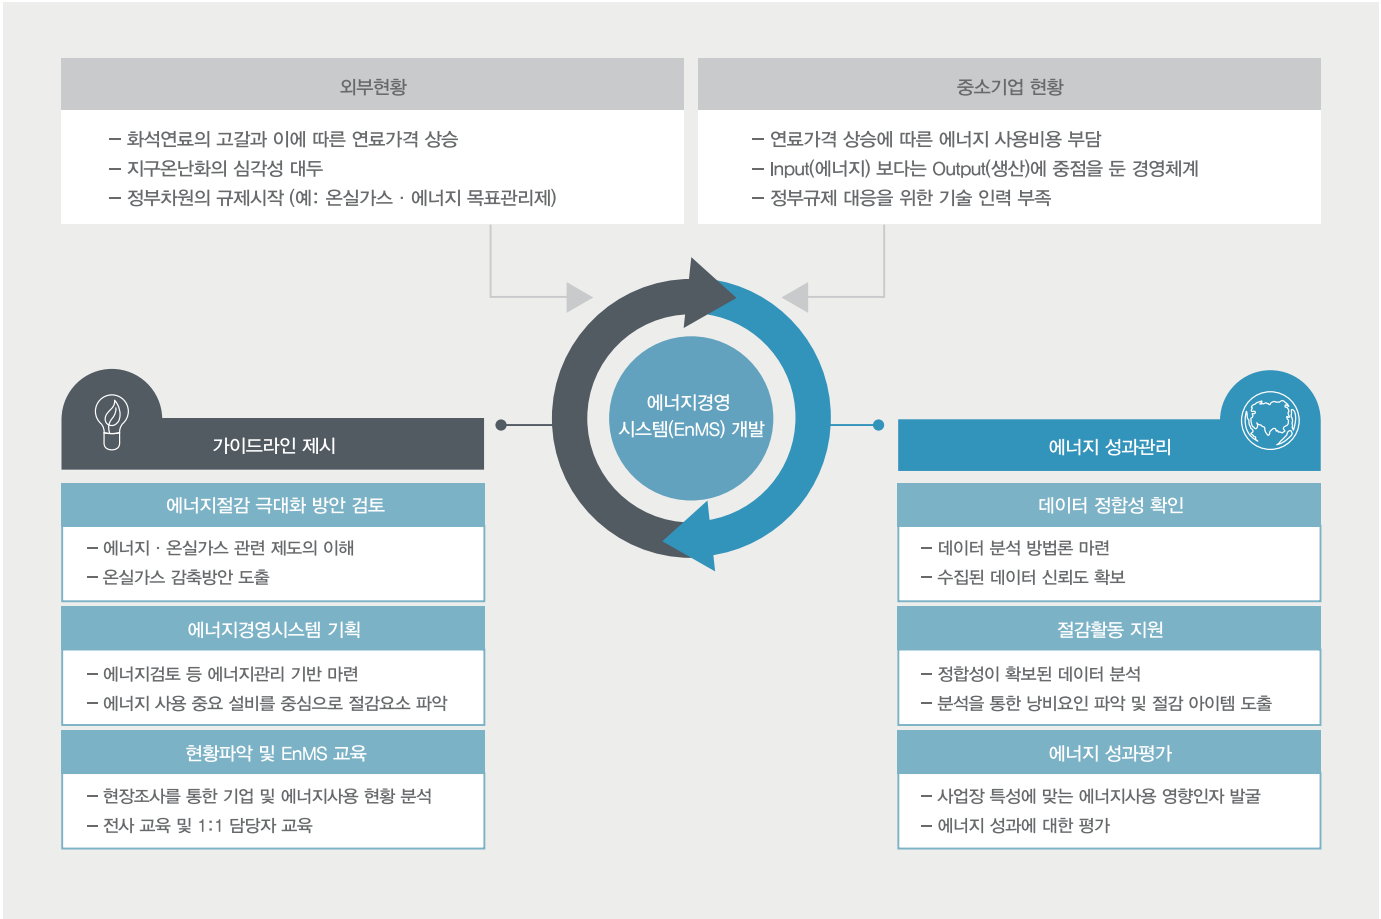 외부현황
– 화석연료의 고갈과 이에 따른 연료가격 상승
– 지구온난화의 심각성 대두
– 정부차원의 규제시작 (예: 온실가스 · 에너지 목표관리제)
중소기업 현황
– 연료가격 상승에 따른 에너지 사용비용 부담
– Input(에너지) 보다는 Output(생산)에 중점을 둔 경영체계
– 정부규제 대응을 위한 기술 인력 부족
에너지경영
시스템(EnMS) 개발
가이드라인 제시
에너지절감 극대화 방안 검토
– 에너지 · 온실가스 관련 제도의 이해
– 온실가스 감축방안 도출
에너지경영시스템 기획
– 에너지검토 등 에너지관리 기반 마련
– 에너지 사용 중요 설비를 중심으로 절감요소 파악
현황파악 및 EnMS 교육
– 현장조사를 통한 기업 및 에너지사용 현황 분석
– 전사 교육 및 1:1 담당자 교육
에너지 성과관리
데이터 정합성 확인
– 데이터 분석 방법론 마련
– 수집된 데이터 신뢰도 확보
절감활동 지원
– 정합성이 확보된 데이터 분석
– 분석을 통한 낭비요인 파악 및 절감 아이템 도출
에너지 성과평가
– 사업장 특성에 맞는 에너지사용 영향인자 발굴
– 에너지 성과에 대한 평가